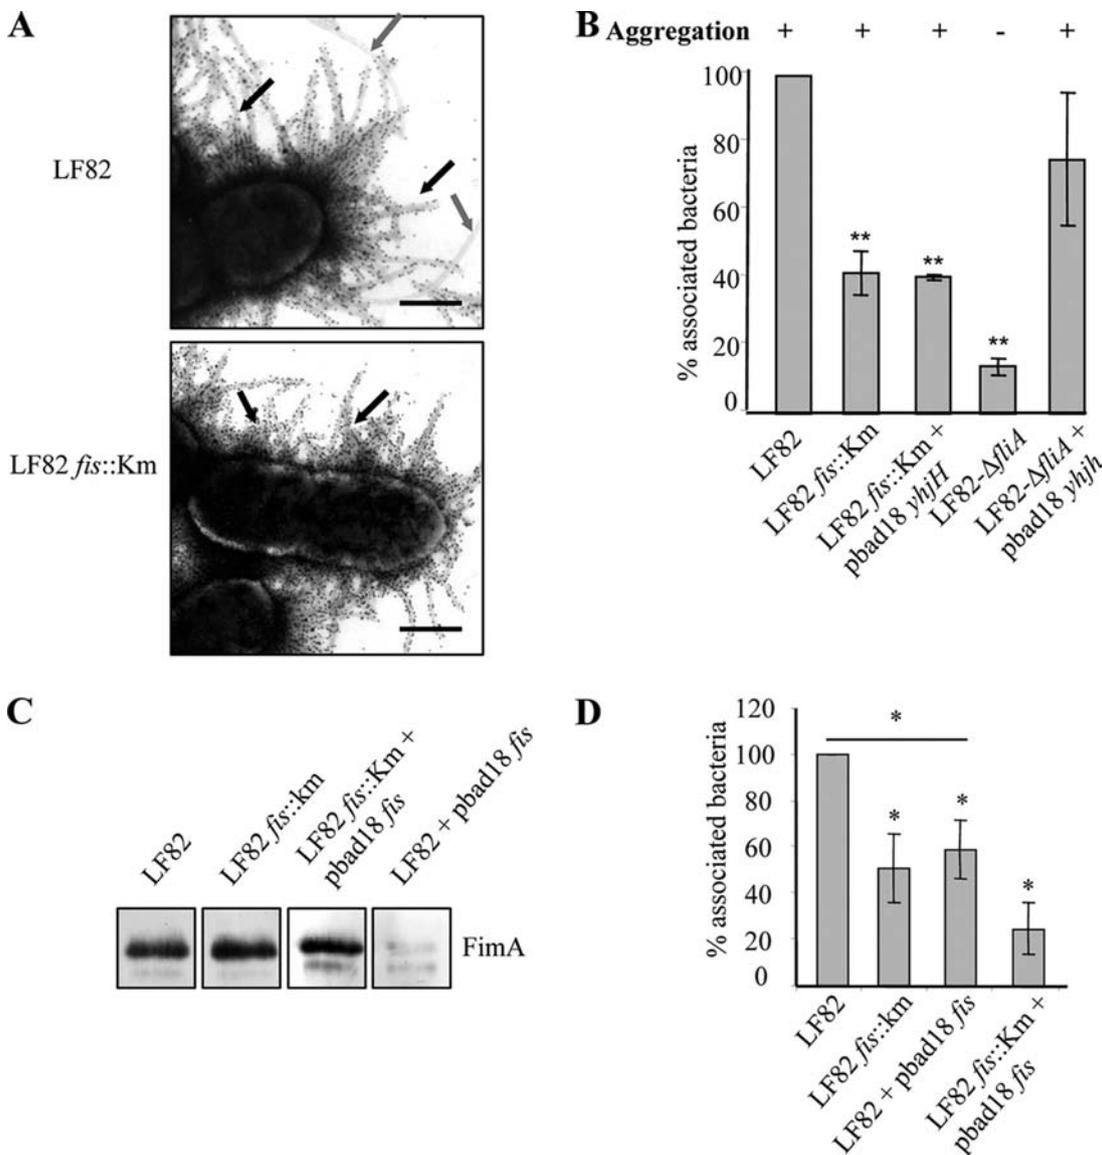 A
LF82
LF82 fis::Km
B Aggregation + + + - +
% associated bacteria
100
80
60
40
20
0
** ** **
LF82
LF82 fis::Km
LF82 fis::Km +
pbad18 yhjH
LF82-ΔfliA
LF82-ΔfliA +
pbad18 yhjh
C
LF82
LF82 fis::km
LF82 fis::Km +
pbad18 fis
LF82 + pbad18 fis
FimA
D
% associated bacteria
120
100
80
60
40
20
0
*
* * *
LF82
LF82 fis::km
LF82 + pbad18 fis
LF82 fis::Km +
pbad18 fis